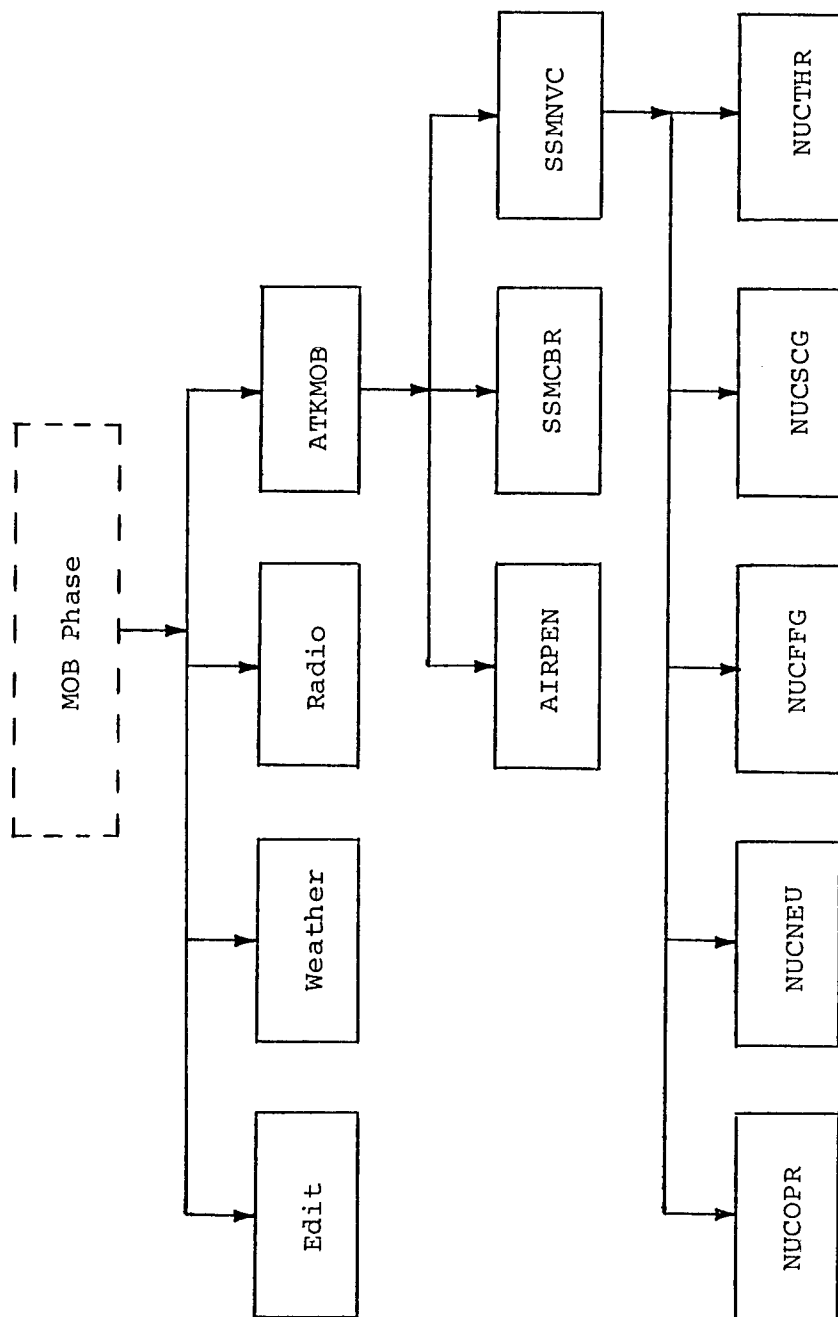 MOB Phase
Edit
Weather
Radio
ATKMOB
AIRPEN
SSMCBR
SSMNVC
NUCOPR
NUCNEU
NUCFFG
NUCSCG
NUCTHR